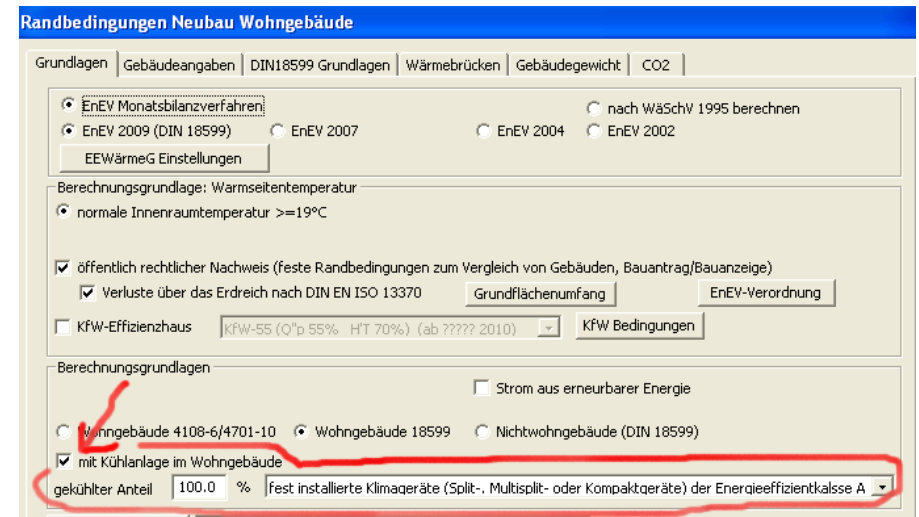 Randbedingungen Neubau Wohngebäude
Grundlagen Gebäudeangaben DIN18599 Grundlagen Wärmebrücken Gebäudegewicht CO2
EnEV Monatsbilanzverfahren nach WäSchV 1995 berechnen
EnEV 2009 (DIN 18599) EnEV 2007 EnEV 2004 EnEV 2002
EEWärmeG Einstellungen
Berechnungsgrundlage: Warmseitentemperatur
normale Innenraumtemperatur >=19°C
öffentlich rechtlicher Nachweis (feste Randbedingungen zum Vergleich von Gebäuden, Bauantrag/Bauanzeige)
Verluste über das Erdreich nach DIN EN ISO 13370 Grundflächenumfang EnEV-Verordnung
KfW-Effizienzhaus KfW-55 (Q"p 55% H'T 70%) (ab ????? 2010) KfW Bedingungen
Berechnungsgrundlagen
Strom aus erneurbarer Energie
Wohngebäude 4108-6/4701-10 Wohngebäude 18599 Nichtwohngebäude (DIN 18599)
mit Kühlanlage im Wohngebäude
gekühlter Anteil 100.0 % fest installierte Klimageräte (Split-, Multisplit- oder Kompaktgeräte) der Energieeffizientkalsse A